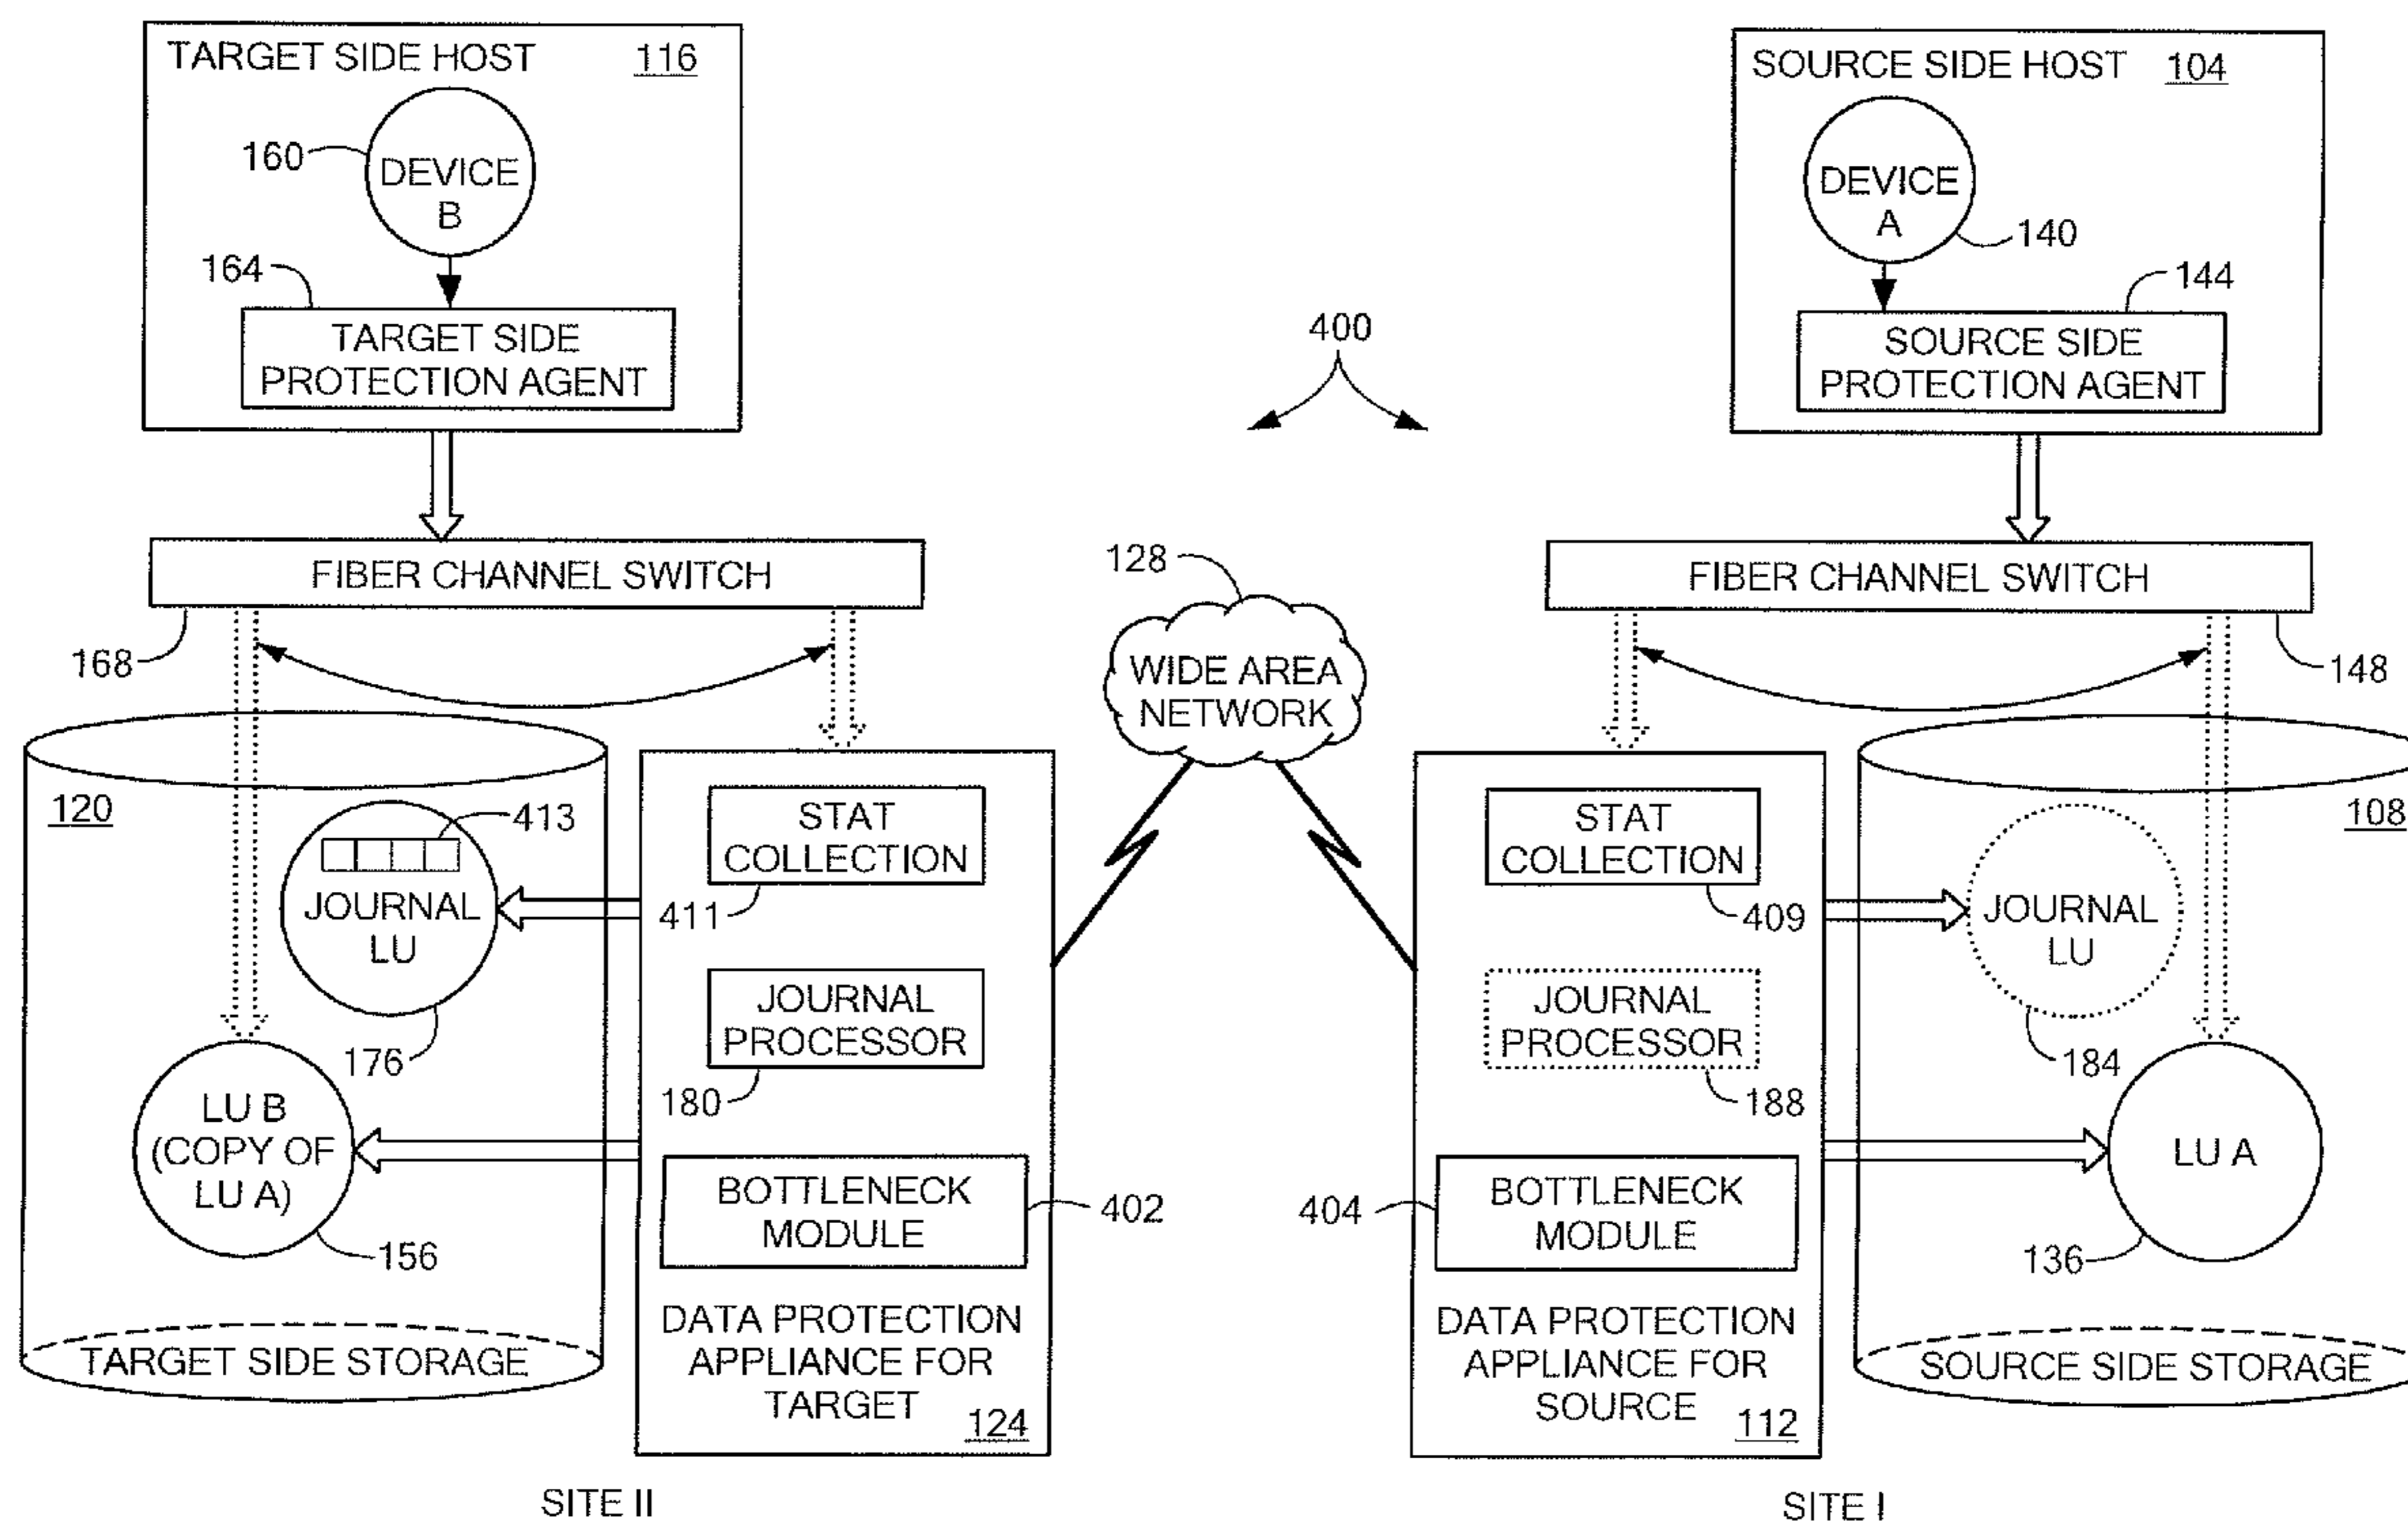 TARGET SIDE HOST 116
160
DEVICE
B
164
TARGET SIDE
PROTECTION AGENT
SOURCE SIDE HOST 104
DEVICE
A
140
144
SOURCE SIDE
PROTECTION AGENT
400
FIBER CHANNEL SWITCH
168
128
WIDE AREA
NETWORK
FIBER CHANNEL SWITCH
148
120
413
JOURNAL
LU
176
LU B
(COPY OF
LU A)
156
TARGET SIDE STORAGE
STAT
COLLECTION
411
JOURNAL
PROCESSOR
180
BOTTLENECK
MODULE
402
DATA PROTECTION
APPLIANCE FOR
TARGET
124
STAT
COLLECTION
409
JOURNAL
PROCESSOR
188
404
BOTTLENECK
MODULE
DATA PROTECTION
APPLIANCE FOR
SOURCE
112
108
JOURNAL
LU
184
LU A
136
SOURCE SIDE STORAGE
SITE II
SITE I